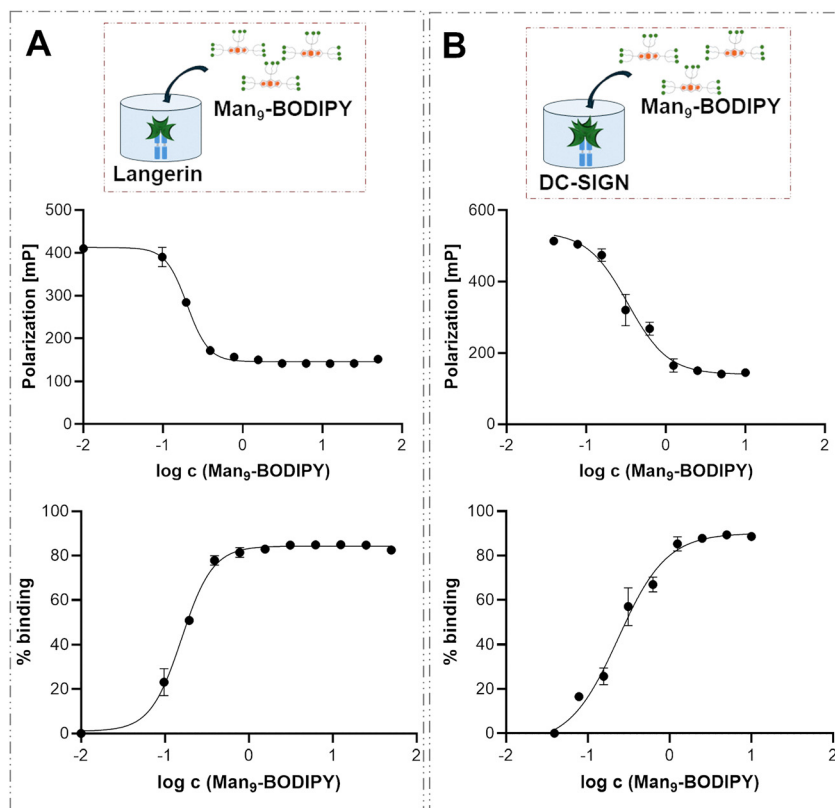 A
Man₉-BODIPY
Langerin
500
400
300
200
100
0
Polarization [mP]
-2 -1 0 1 2
log c (Man₉-BODIPY)
100
80
60
40
20
0
% binding
-2 -1 0 1 2
log c (Man₉-BODIPY)
B
Man₉-BODIPY
DC-SIGN
600
400
200
0
Polarization [mP]
-2 -1 0 1 2
log c (Man₉-BODIPY)
100
80
60
40
20
0
% binding
-2 -1 0 1 2
log c (Man₉-BODIPY)